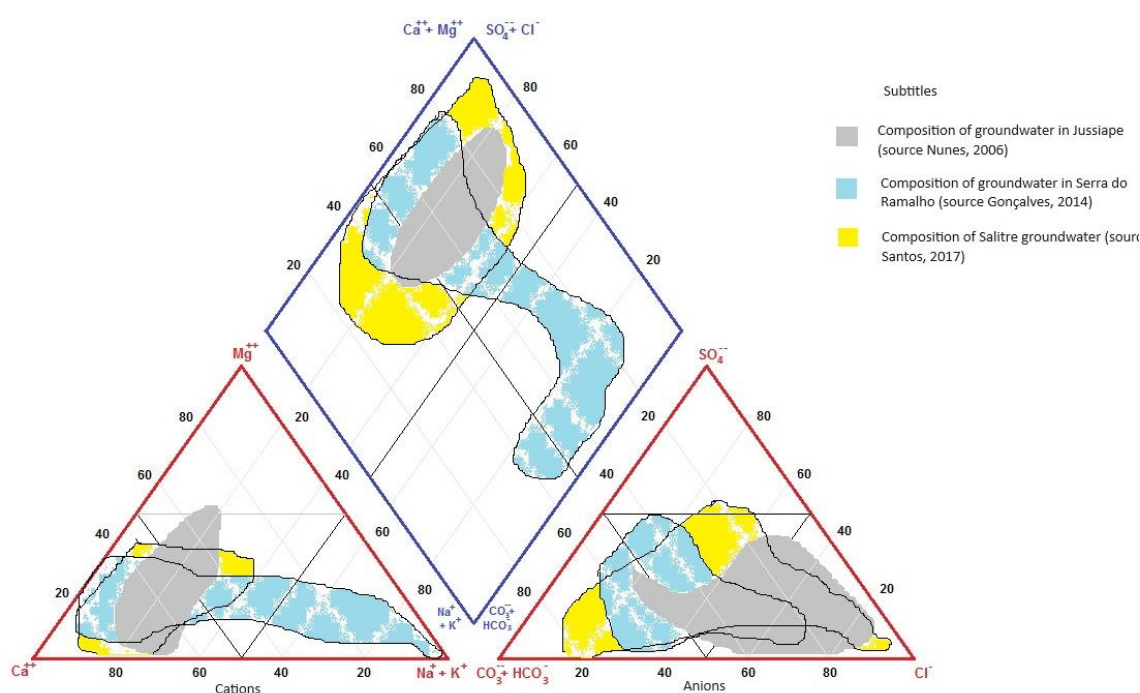 Ca++ + Mg++
SO4-- + Cl-
80
80
60
60
40
40
20
20
Na+
+ K+
CO3--+
HCO3-
Subtitles
Composition of groundwater in Jussiape
(source Nunes, 2006)
Composition of groundwater in Serra do
Ramalho (source Gonçalves, 2014)
Composition of Salitre groundwater (sour
Santos, 2017)
Mg++
80
20
60
40
40
60
20
80
Ca++
80
60
40
20
Na+ + K+
Cations
SO4--
20
80
40
60
60
40
80
20
CO3-- + HCO3-
20
40
60
80
Cl-
Anions